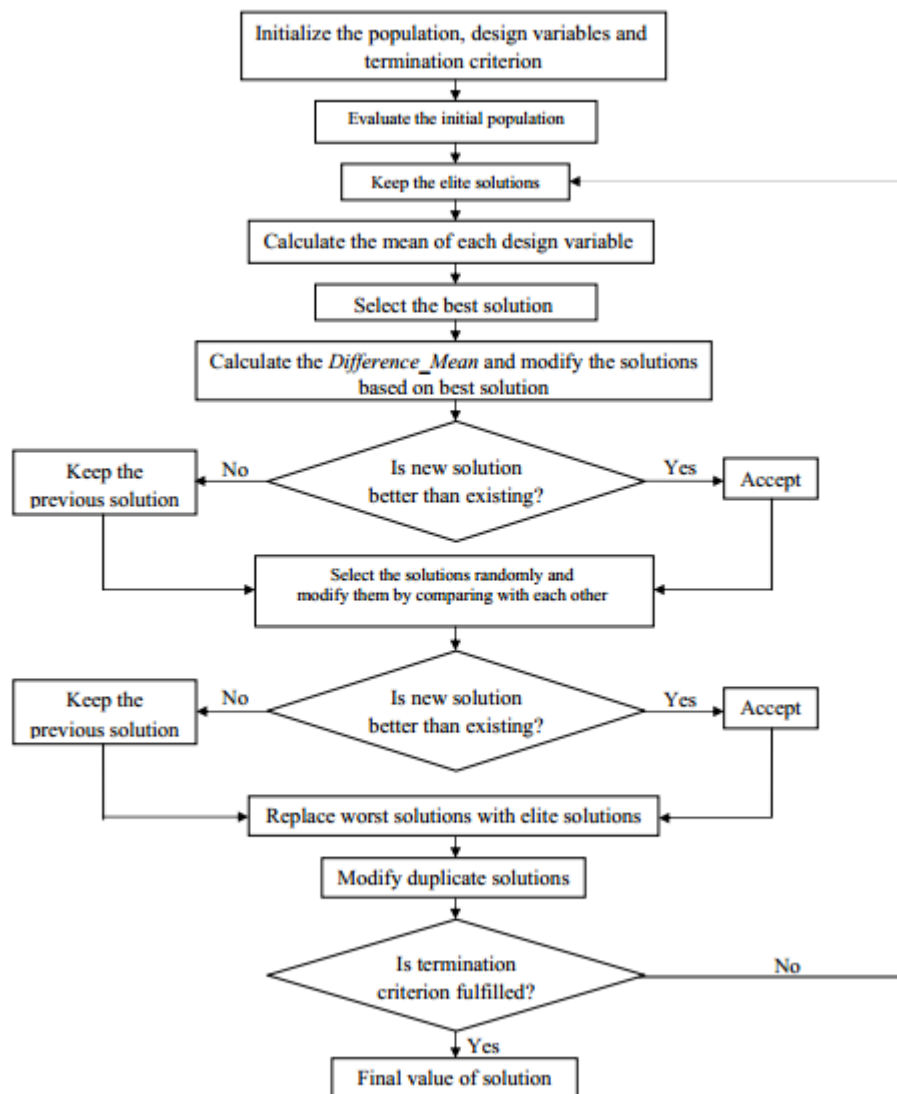 Initialize the population, design variables and
termination criterion
Evaluate the initial population
Keep the elite solutions
Calculate the mean of each design variable
Select the best solution
Calculate the Difference_Mean and modify the solutions
based on best solution
Keep the
previous solution
No
Is new solution
better than existing?
Yes
Accept
Select the solutions randomly and
modify them by comparing with each other
Keep the
previous solution
No
Is new solution
better than existing?
Yes
Accept
Replace worst solutions with elite solutions
Modify duplicate solutions
Is termination
criterion fulfilled?
No
Yes
Final value of solution